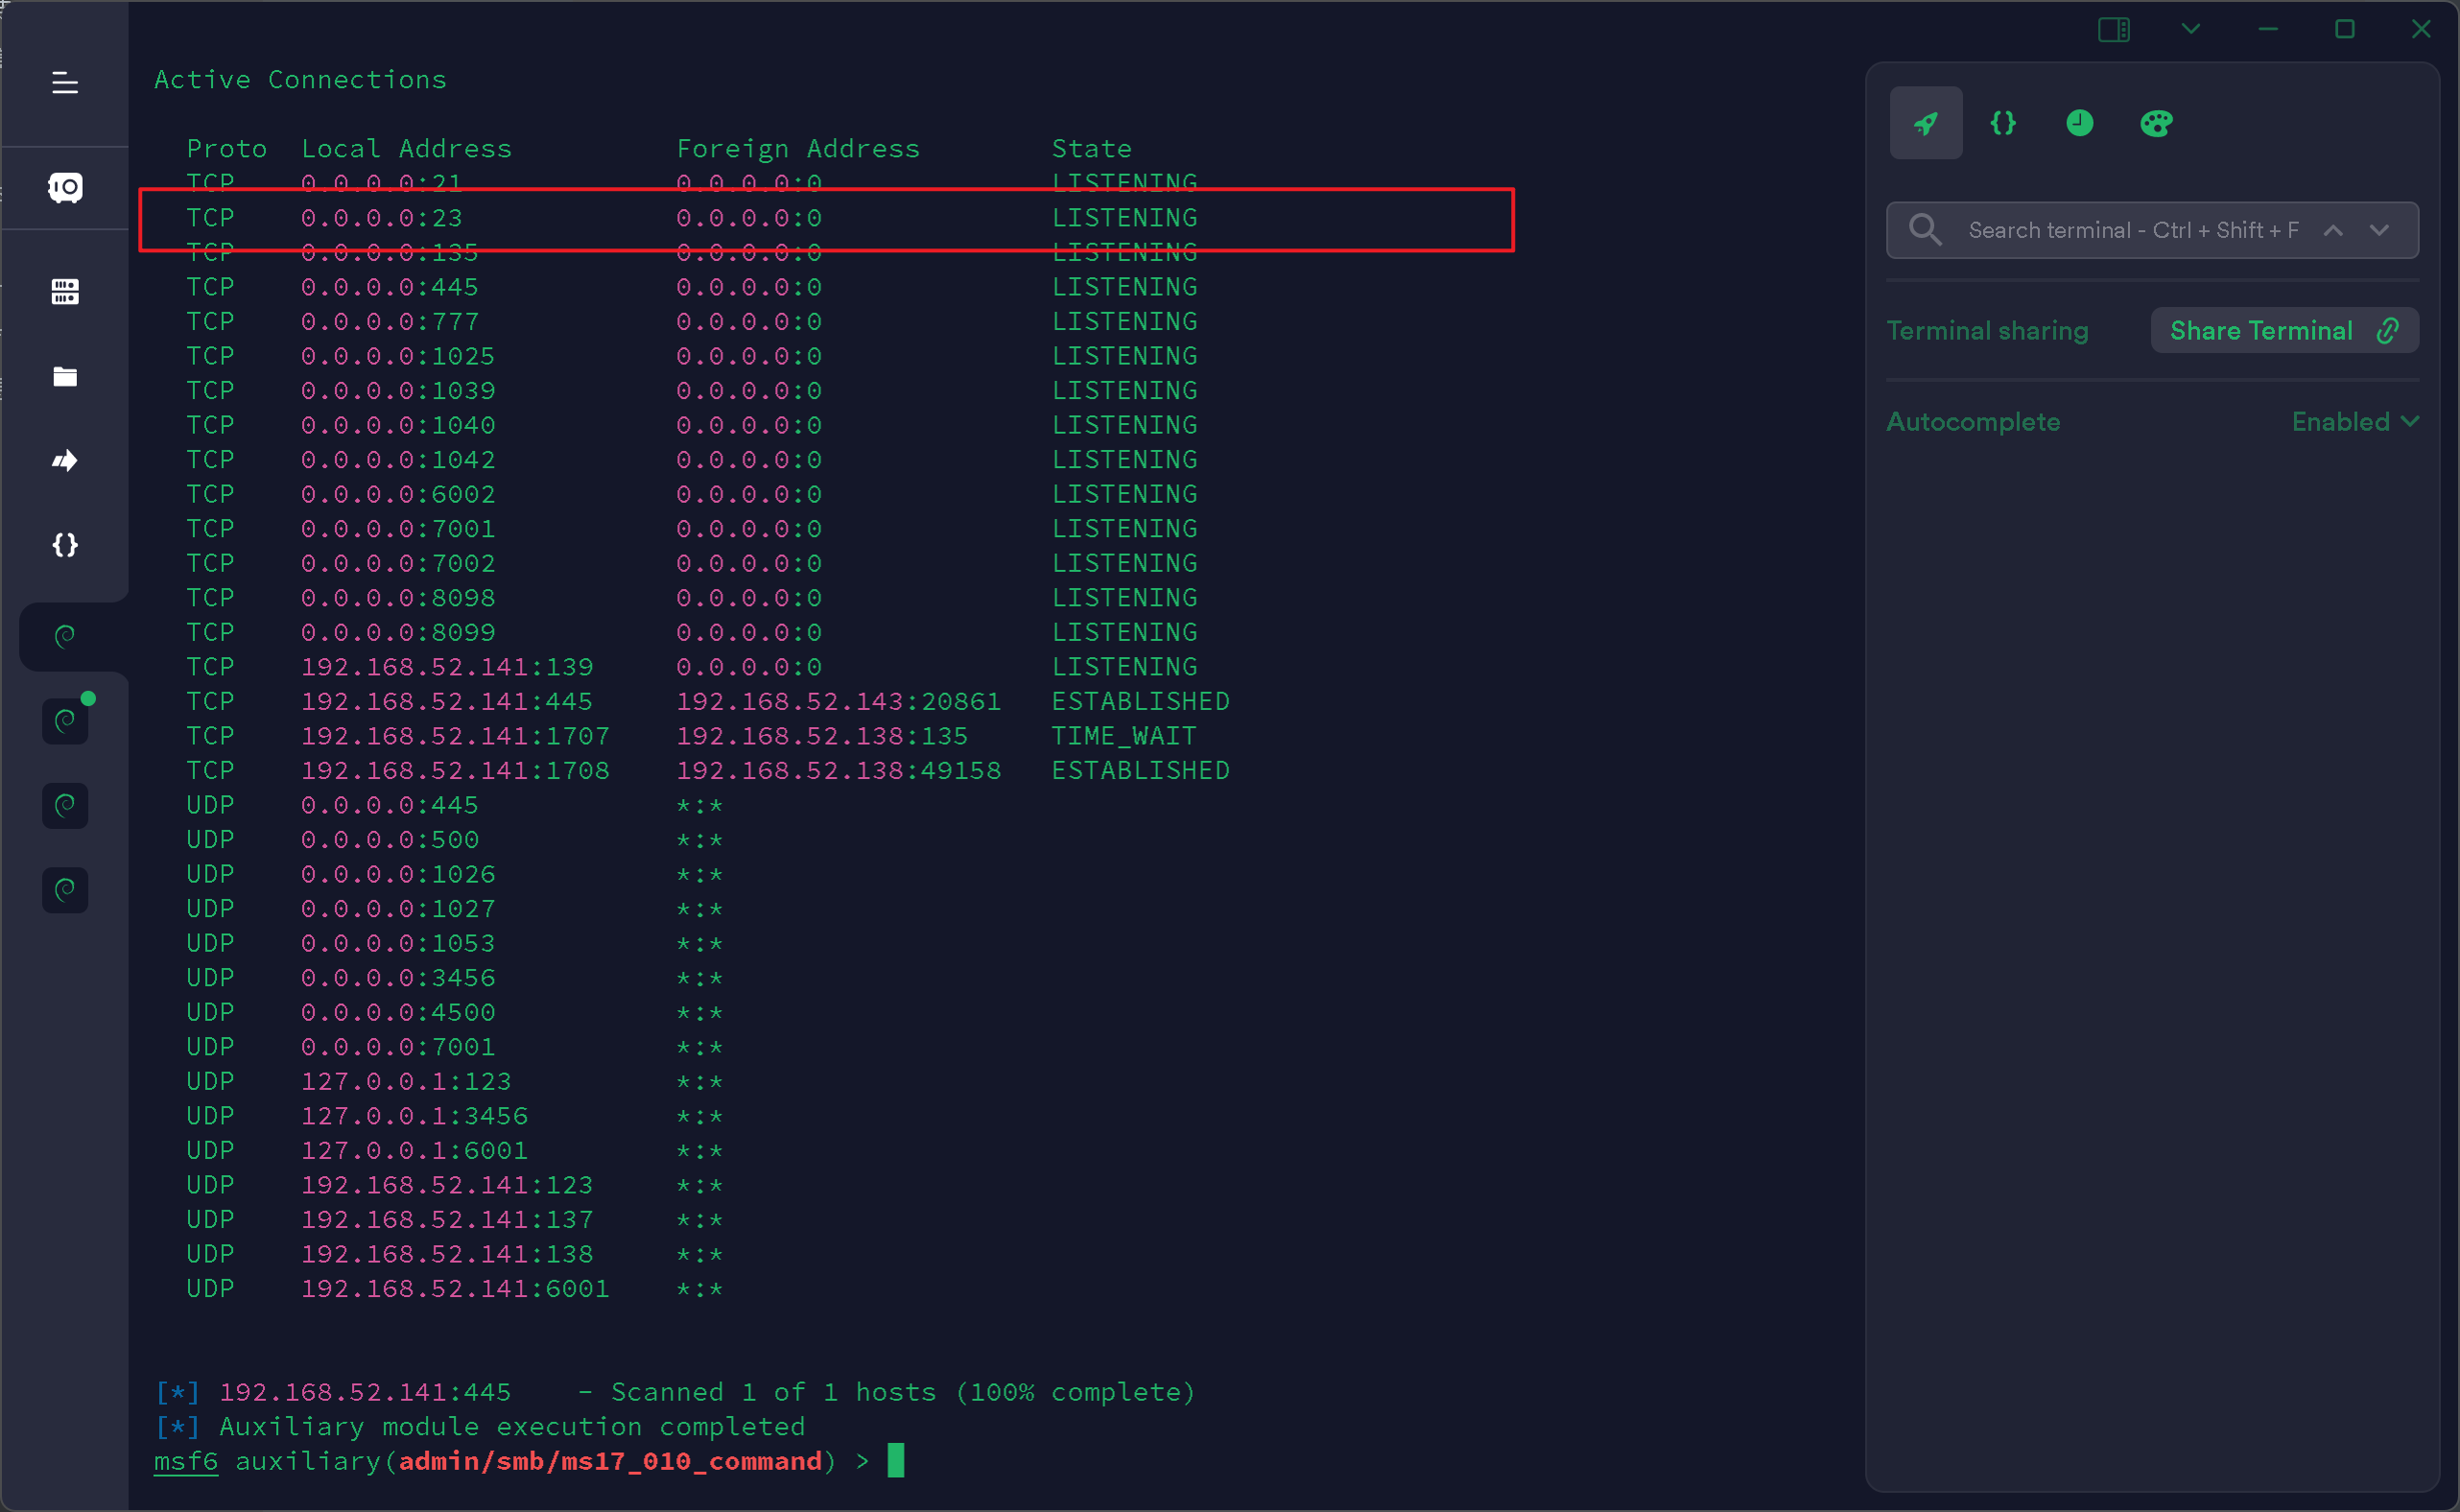 Active Connections
Proto Local Address Foreign Address State
TCP 0.0.0.0:21 0.0.0.0:0 LISTENING
TCP 0.0.0.0:23 0.0.0.0:0 LISTENING
TCP 0.0.0.0:135 0.0.0.0:0 LISTENING
TCP 0.0.0.0:445 0.0.0.0:0 LISTENING
TCP 0.0.0.0:777 0.0.0.0:0 LISTENING
TCP 0.0.0.0:1025 0.0.0.0:0 LISTENING
TCP 0.0.0.0:1039 0.0.0.0:0 LISTENING
TCP 0.0.0.0:1040 0.0.0.0:0 LISTENING
TCP 0.0.0.0:1042 0.0.0.0:0 LISTENING
TCP 0.0.0.0:6002 0.0.0.0:0 LISTENING
TCP 0.0.0.0:7001 0.0.0.0:0 LISTENING
TCP 0.0.0.0:7002 0.0.0.0:0 LISTENING
TCP 0.0.0.0:8098 0.0.0.0:0 LISTENING
TCP 0.0.0.0:8099 0.0.0.0:0 LISTENING
TCP 192.168.52.141:139 0.0.0.0:0 LISTENING
TCP 192.168.52.141:445 192.168.52.143:20861 ESTABLISHED
TCP 192.168.52.141:1707 192.168.52.138:135 TIME_WAIT
TCP 192.168.52.141:1708 192.168.52.138:49158 ESTABLISHED
UDP 0.0.0.0:445 *:*
UDP 0.0.0.0:500 *:*
UDP 0.0.0.0:1026 *:*
UDP 0.0.0.0:1027 *:*
UDP 0.0.0.0:1053 *:*
UDP 0.0.0.0:3456 *:*
UDP 0.0.0.0:4500 *:*
UDP 0.0.0.0:7001 *:*
UDP 127.0.0.1:123 *:*
UDP 127.0.0.1:3456 *:*
UDP 127.0.0.1:6001 *:*
UDP 192.168.52.141:123 *:*
UDP 192.168.52.141:137 *:*
UDP 192.168.52.141:138 *:*
UDP 192.168.52.141:6001 *:*
[*] 192.168.52.141:445 - Scanned 1 of 1 hosts (100% complete)
[*] Auxiliary module execution completed
msf6 auxiliary(admin/smb/ms17_010_command) >
Search terminal - Ctrl + Shift + F
Terminal sharing Share Terminal
Autocomplete Enabled